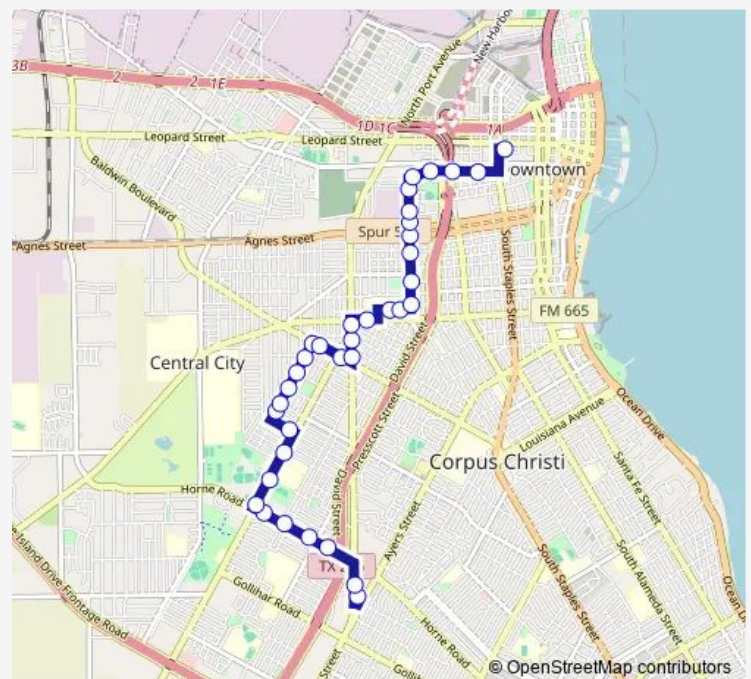 New Harbor
North Port Avenue
3B
2
2
1E
1D 1C
1A
Leopard Street
Leopard Street
owntown
Baldwin Boulevard
Spur 5
Agnes Street
Agnes Street
South Staples Street
FM 665
David Street
Central City
Prescott Street
Ocean Drive
Louisiana Avenue
Corpus Christi
Santa Fe Street
Horne Road
David Street
Ayers Street
TX 2
Island Drive Frontage Road
Gollihar Road
South Staples Street
South Alameda Street
Horne Road
Street
© OpenStreetMap contributors